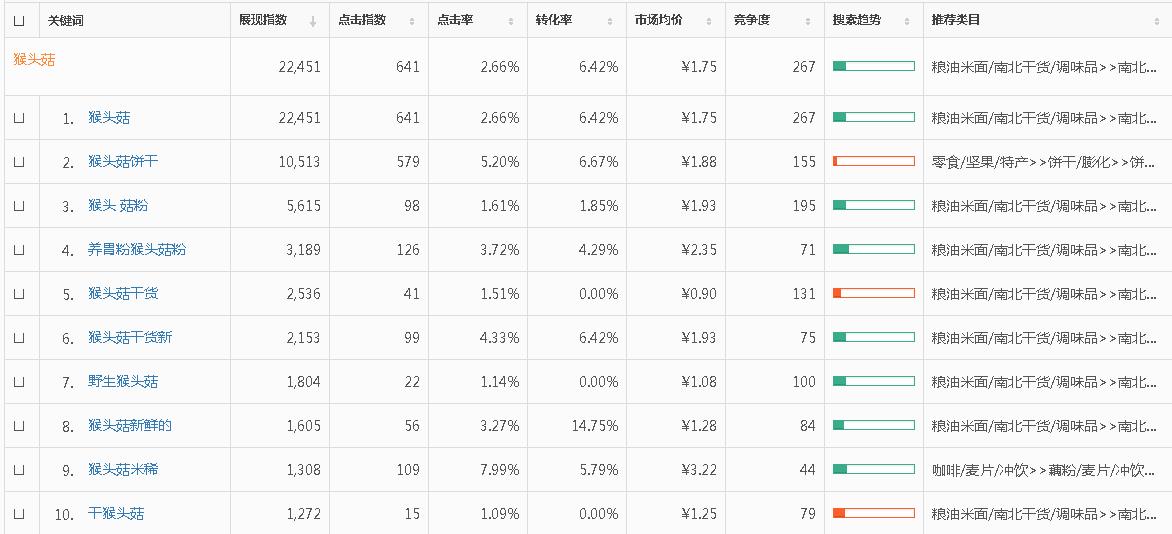 关键词 展现指数 点击指数 点击率 转化率 市场均价 竞争度 搜索趋势 推荐类目
猴头菇 22,451 641 2.66% 6.42% ¥1.75 267 粮油米面/南北干货/调味品>>南北...
1. 猴头菇 22,451 641 2.66% 6.42% ¥1.75 267 粮油米面/南北干货/调味品>>南北...
2. 猴头菇饼干 10,513 579 5.20% 6.67% ¥1.88 155 零食/坚果/特产>>饼干/膨化>>饼...
3. 猴头 菇粉 5,615 98 1.61% 1.85% ¥1.93 195 粮油米面/南北干货/调味品>>南北...
4. 养胃粉猴头菇粉 3,189 126 3.72% 4.29% ¥2.35 71 粮油米面/南北干货/调味品>>南北...
5. 猴头菇干货 2,536 41 1.51% 0.00% ¥0.90 131 粮油米面/南北干货/调味品>>南北...
6. 猴头菇干货新 2,153 99 4.33% 6.42% ¥1.93 75 粮油米面/南北干货/调味品>>南北...
7. 野生猴头菇 1,804 22 1.14% 0.00% ¥1.08 100 粮油米面/南北干货/调味品>>南北...
8. 猴头菇新鲜的 1,605 56 3.27% 14.75% ¥1.28 84 粮油米面/南北干货/调味品>>南北...
9. 猴头菇米稀 1,308 109 7.99% 5.79% ¥3.22 44 咖啡/麦片/冲饮>>藕粉/麦片/冲饮...
10. 干猴头菇 1,272 15 1.09% 0.00% ¥1.25 79 粮油米面/南北干货/调味品>>南北...